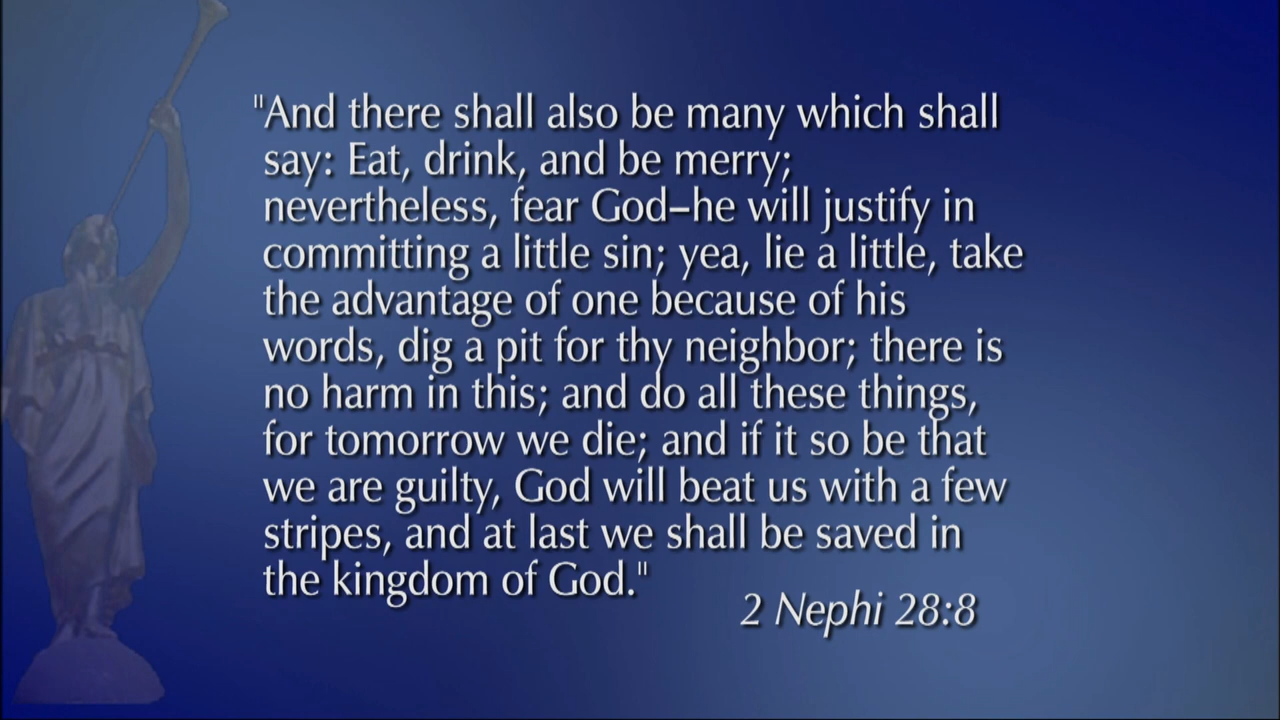 "And there shall also be many which shall
say: Eat, drink, and be merry;
nevertheless, fear God–he will justify in
committing a little sin; yea, lie a little, take
the advantage of one because of his
words, dig a pit for thy neighbor; there is
no harm in this; and do all these things,
for tomorrow we die; and if it so be that
we are guilty, God will beat us with a few
stripes, and at last we shall be saved in
the kingdom of God."
2 Nephi 28:8